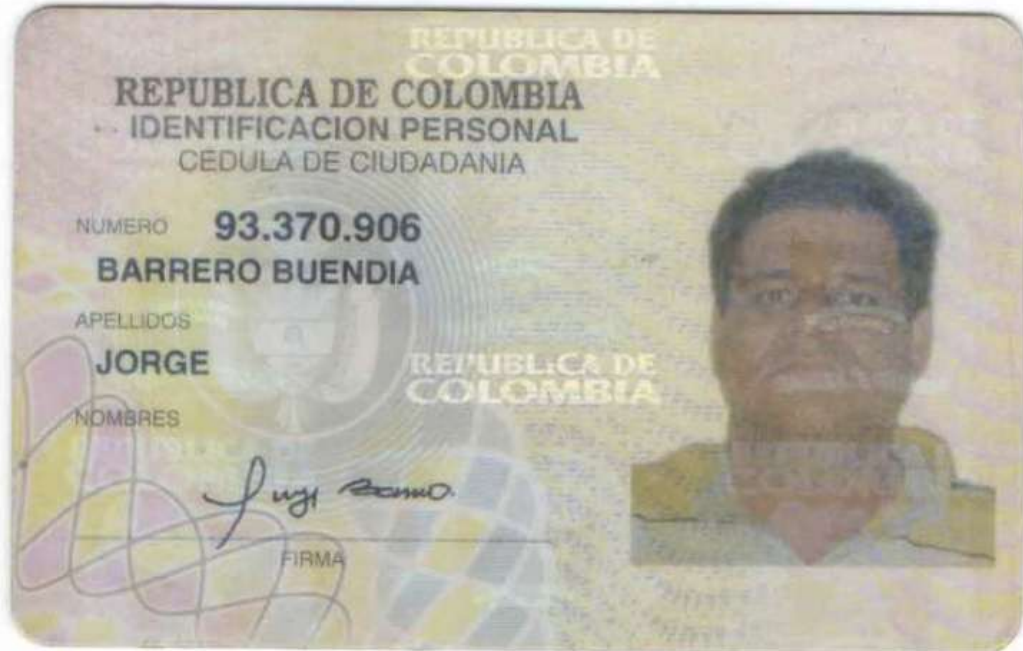 REPUBLICA DE
COLOMBIA
REPUBLICA DE COLOMBIA
IDENTIFICACION PERSONAL
CEDULA DE CIUDADANIA
NUMERO 93.370.906
BARRERO BUENDIA
APELLIDOS
JORGE
REPUBLICA DE
COLOMBIA
NOMBRES
FIRMA